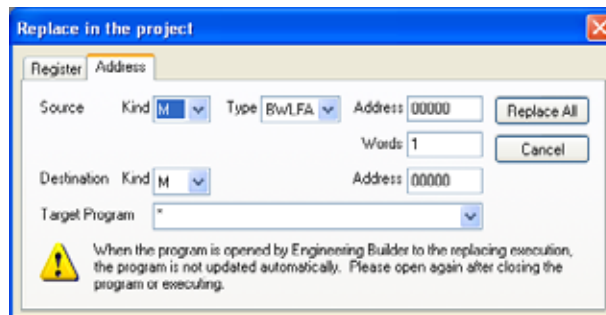 Replace in the project
Register Address
Source Kind M Type BWLFA Address 00000 Replace All
Words 1 Cancel
Destination Kind M Address 00000
Target Program *
When the program is opened by Engineering Builder to the replacing execution,
the program is not updated automatically. Please open again after closing the
program or executing.